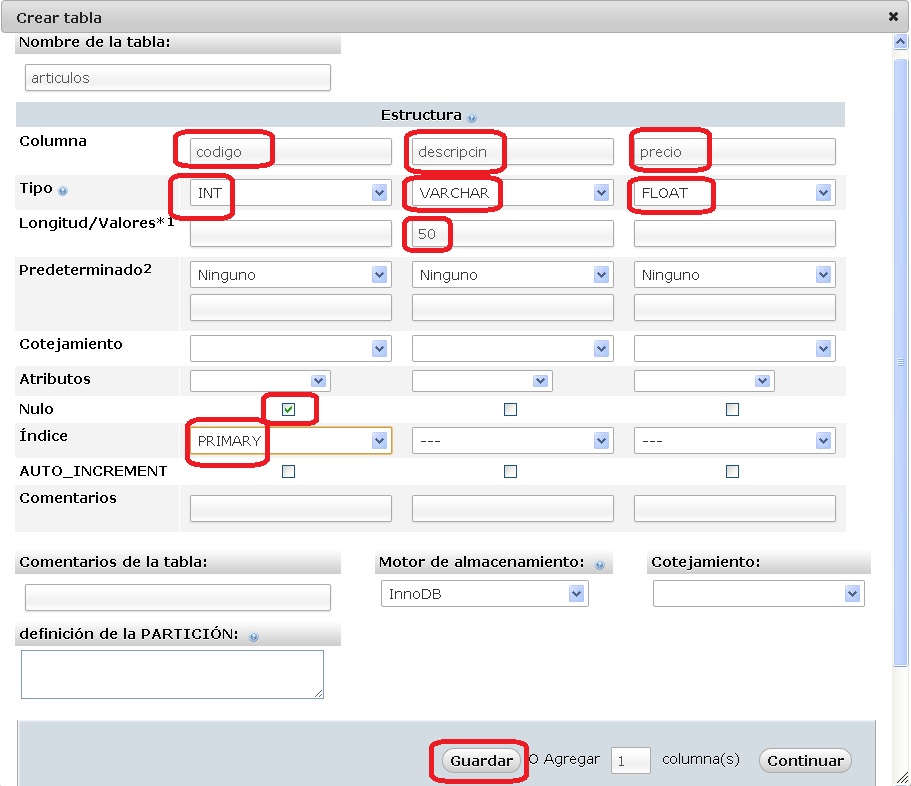 Crear tabla
Nombre de la tabla:
articulos
Estructura
Columna codigo descripcin precio
Tipo INT VARCHAR FLOAT
Longitud/Valores*1 50
Predeterminado2 Ninguno Ninguno Ninguno
Cotejamiento
Atributos
Nulo
Índice PRIMARY --- ---
AUTO_INCREMENT
Comentarios
Comentarios de la tabla: Motor de almacenamiento: Cotejamiento:
InnoDB
definición de la PARTICIÓN:
Guardar O Agregar 1 columna(s) Continuar